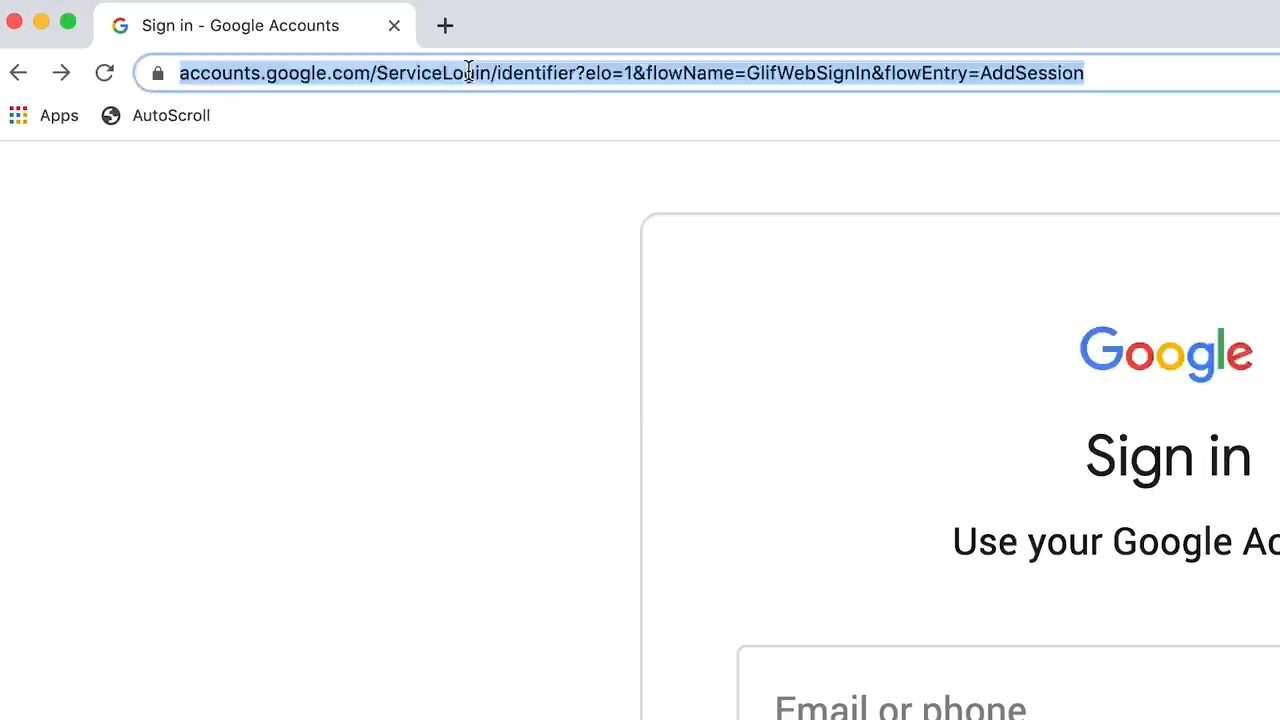 Sign in - Google Accounts
accounts.google.com/ServiceLogin/identifier?elo=1&flowName=GlifWebSignIn&flowEntry=AddSession
Apps AutoScroll
Google
Sign in
Use your Google Ac
Email or phone